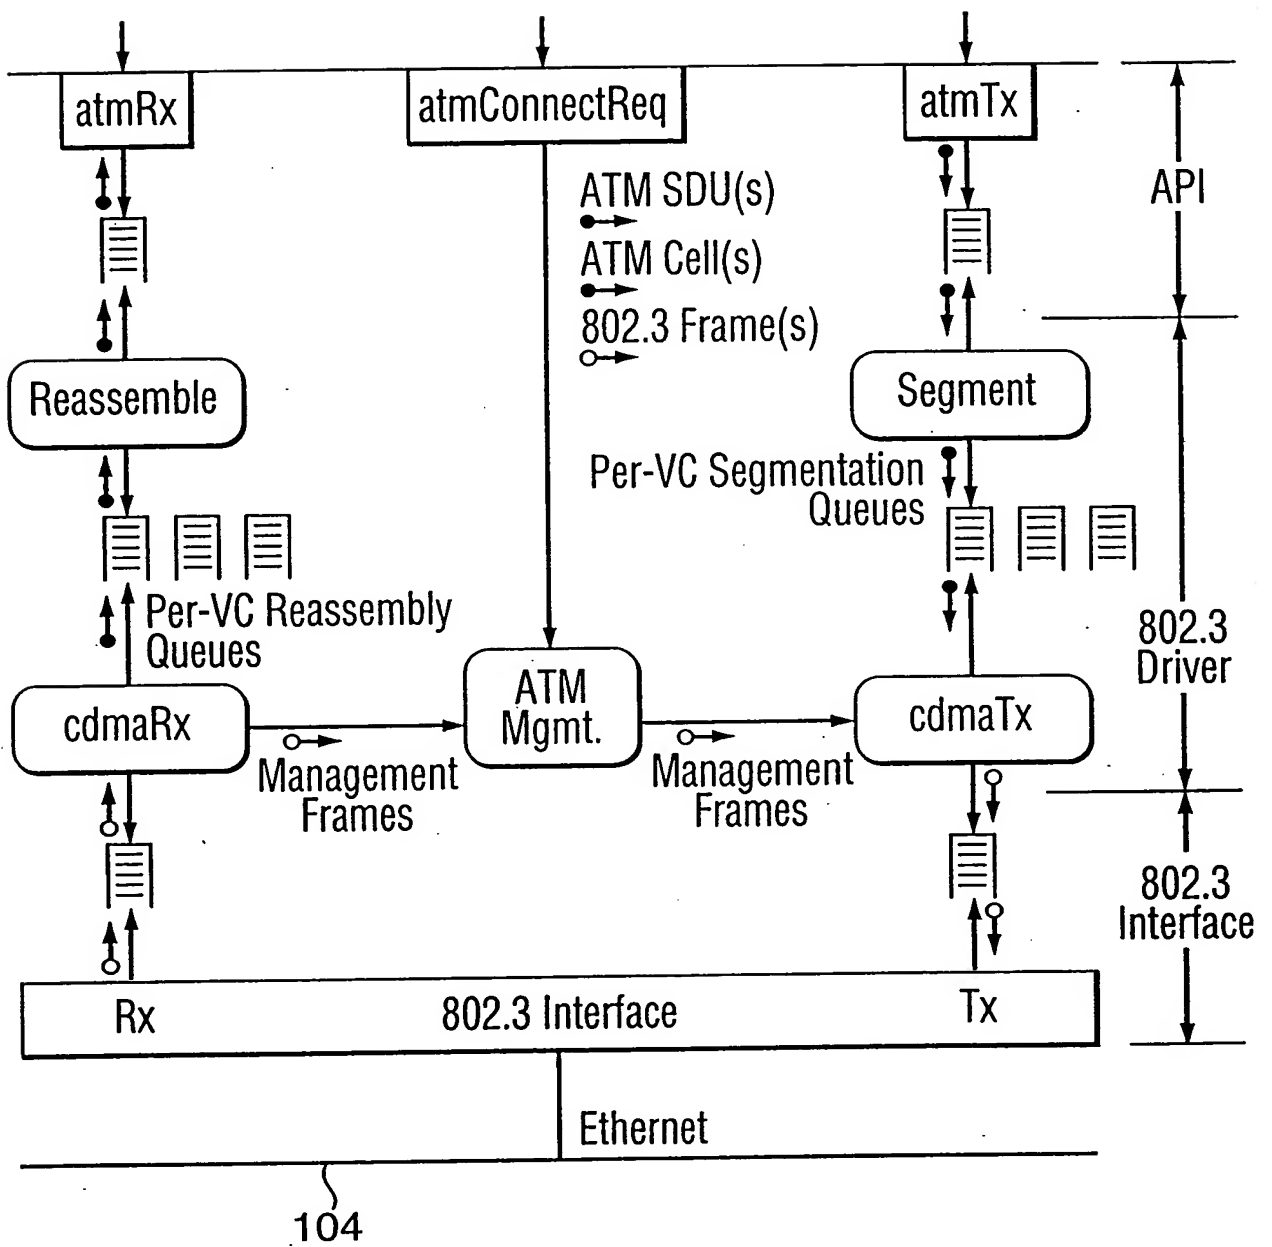 atmRx
atmConnectReq
atmTx
ATM SDU(s)
ATM Cell(s)
802.3 Frame(s)
API
Reassemble
Segment
Per-VC Segmentation
Queues
Per-VC Reassembly
Queues
802.3
Driver
cdmaRx
ATM
Mgmt.
cdmaTx
Management
Frames
Management
Frames
802.3
Interface
Rx
802.3 Interface
Tx
Ethernet
104